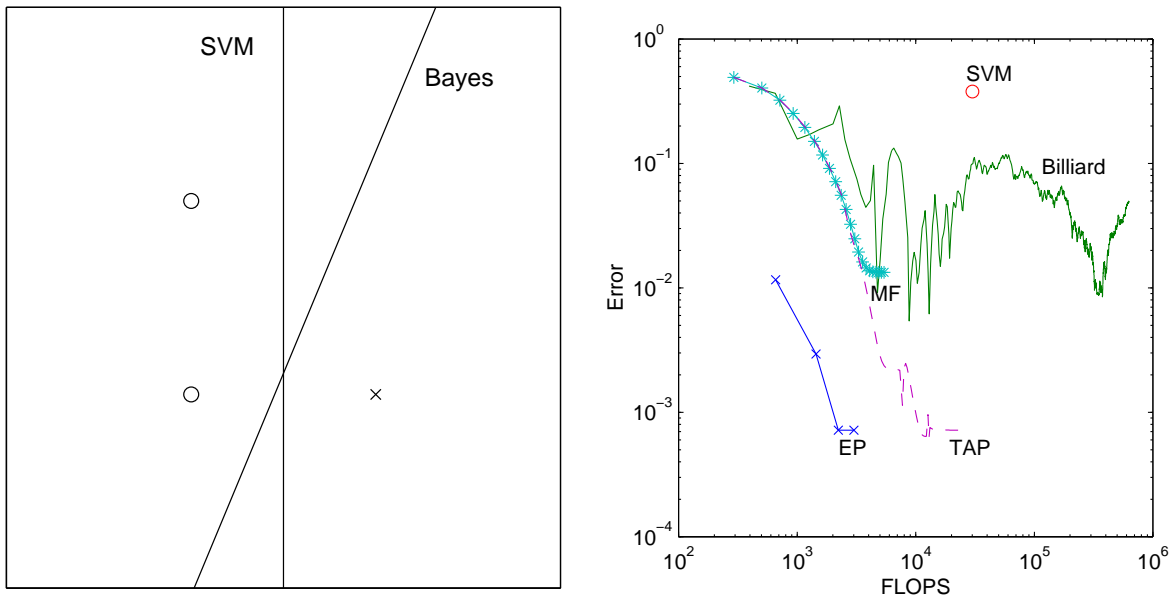 SVM
Bayes
10^0
10^-1
10^-2
10^-3
10^-4
Error
SVM
Billiard
MF
EP
TAP
10^2
10^3
10^4
10^5
10^6
FLOPS